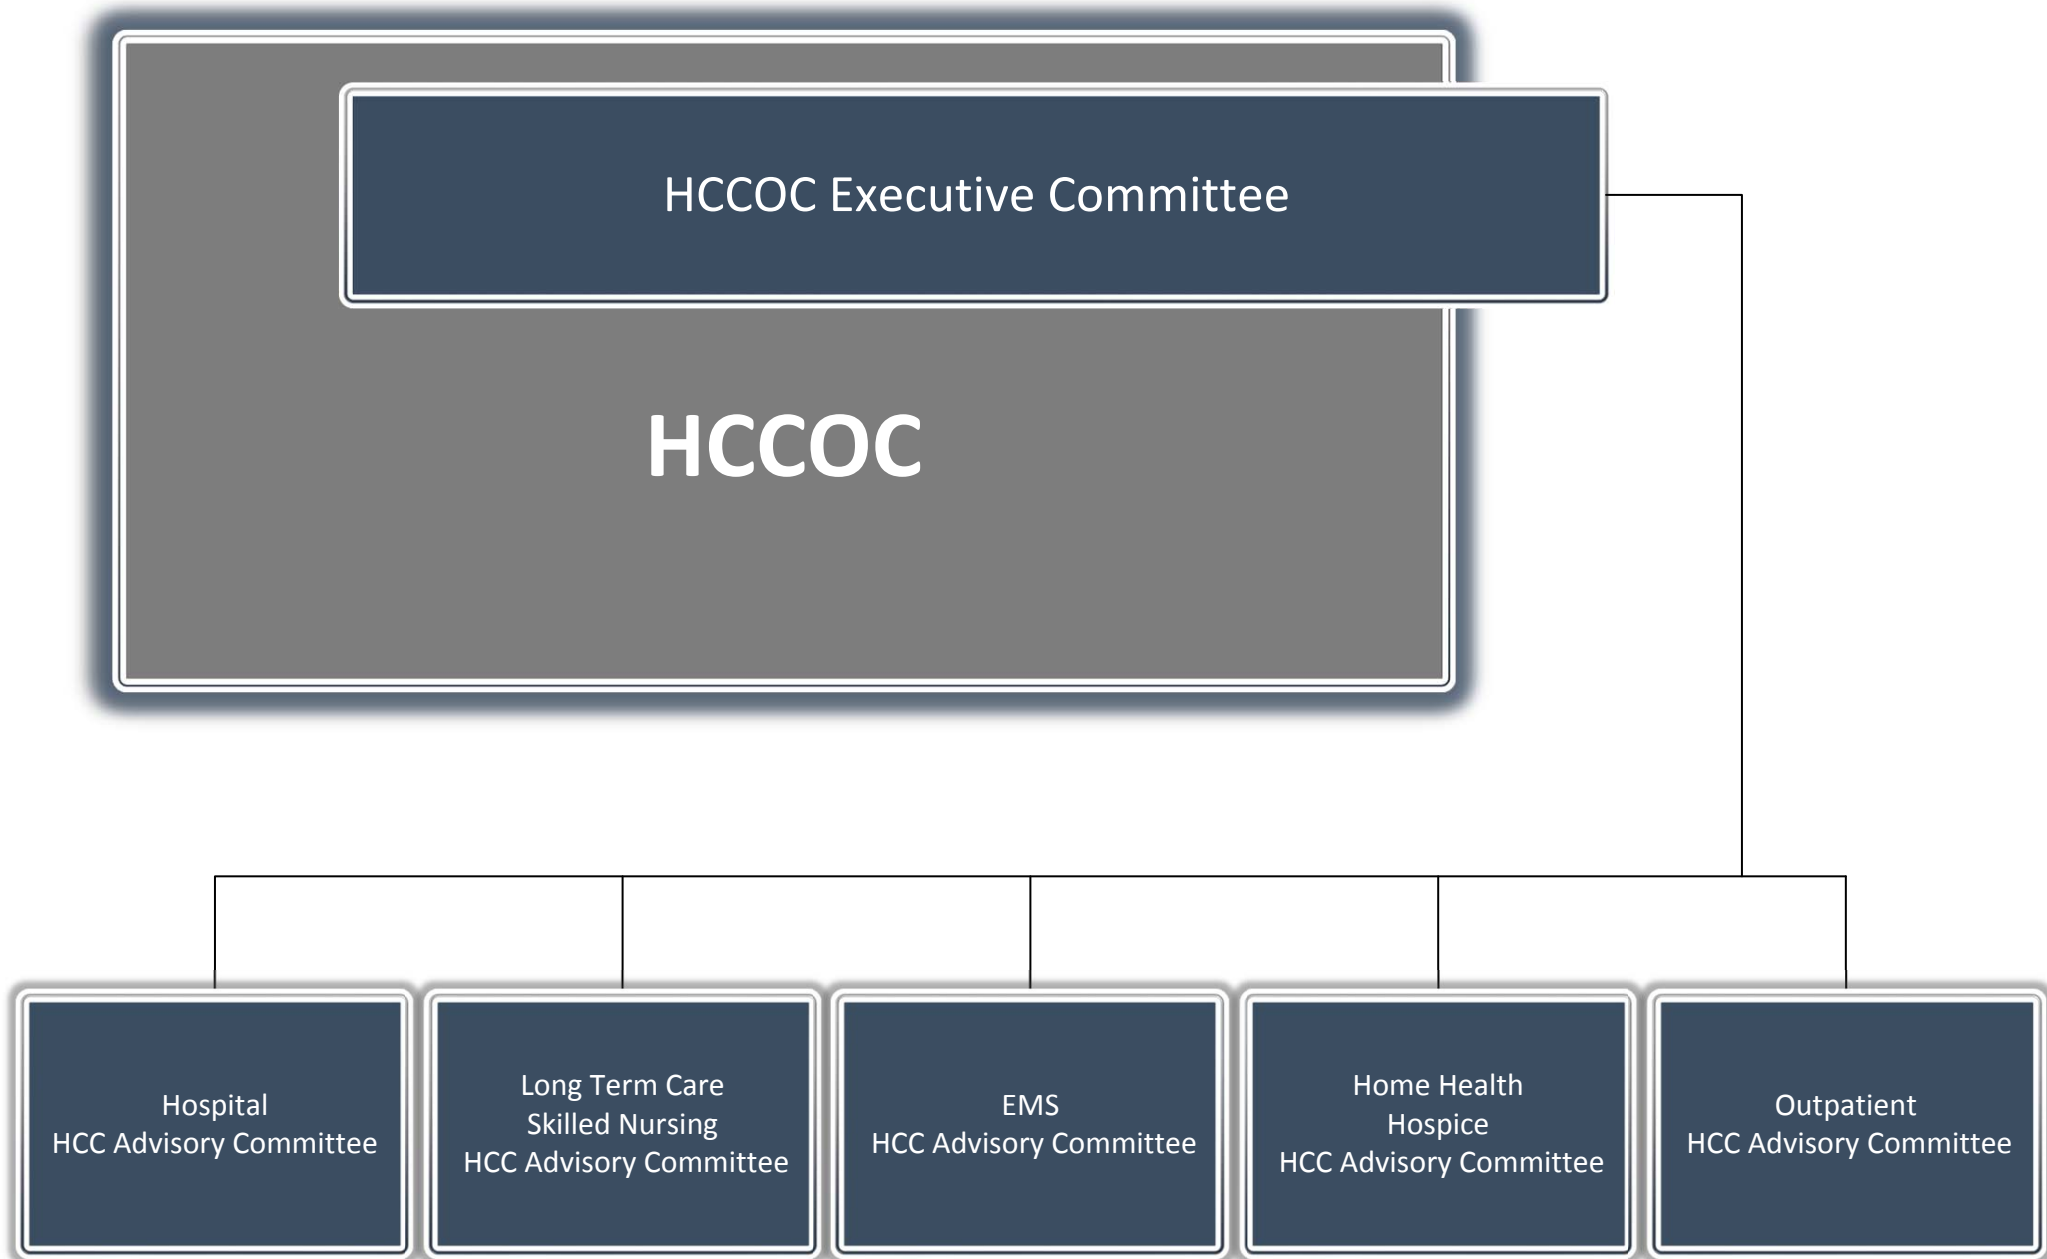 HCCOC Executive Committee
HCCOC
Hospital
HCC Advisory Committee
Long Term Care
Skilled Nursing
HCC Advisory Committee
EMS
HCC Advisory Committee
Home Health
Hospice
HCC Advisory Committee
Outpatient
HCC Advisory Committee